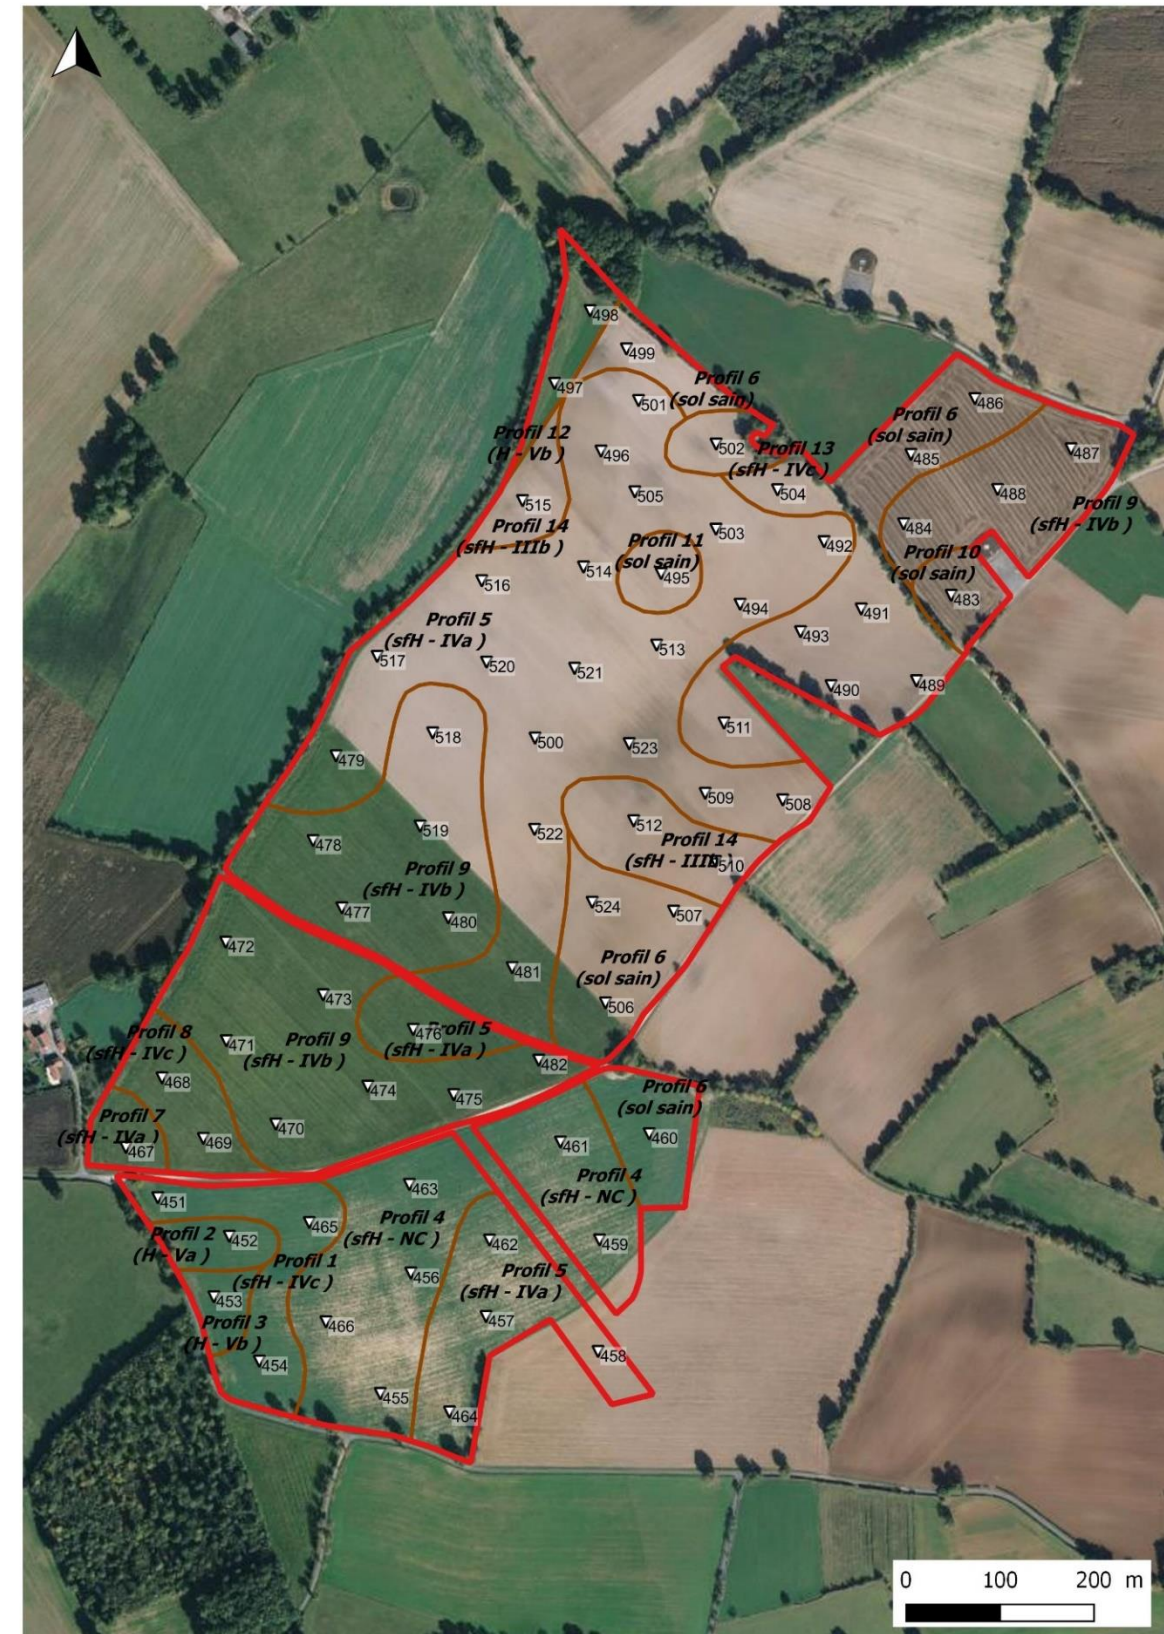 498
499
497
501
Profil 6
(sol sain)
486
Profil 12
(H - Vb )
496
502
Profil 13
(sfH - IVc )
Profil 6
(sol sain)
485
487
515
505
504
488
Profil 9
(sfH - IVb )
Profil 14
(sfH - IIIb )
503
492
484
514
Profil 11
(sol sain)
495
Profil 10
(sol sain)
483
516
494
491
Profil 5
(sfH - IVa )
493
517
520
521
513
490
489
518
500
523
511
479
509
508
478
519
522
512
Profil 14
(sfH - IIIb )
510
Profil 9
(sfH - IVb )
477
480
524
507
472
481
Profil 6
(sol sain)
506
473
Profil 8
(sfH - IVc )
471
Profil 9
(sfH - IVb )
476
Profil 5
(sfH - IVa )
482
468
474
475
Profil 6
(sol sain)
Profil 7
(sfH - IVa )
467
469
470
461
460
451
463
Profil 4
(sfH - NC )
Profil 2
(H - Va )
452
465
Profil 4
(sfH - NC )
462
459
Profil 1
(sfH - IVc )
456
Profil 5
(sfH - IVa )
453
Profil 3
(H - Vb )
466
457
454
458
455
464
0 100 200 m